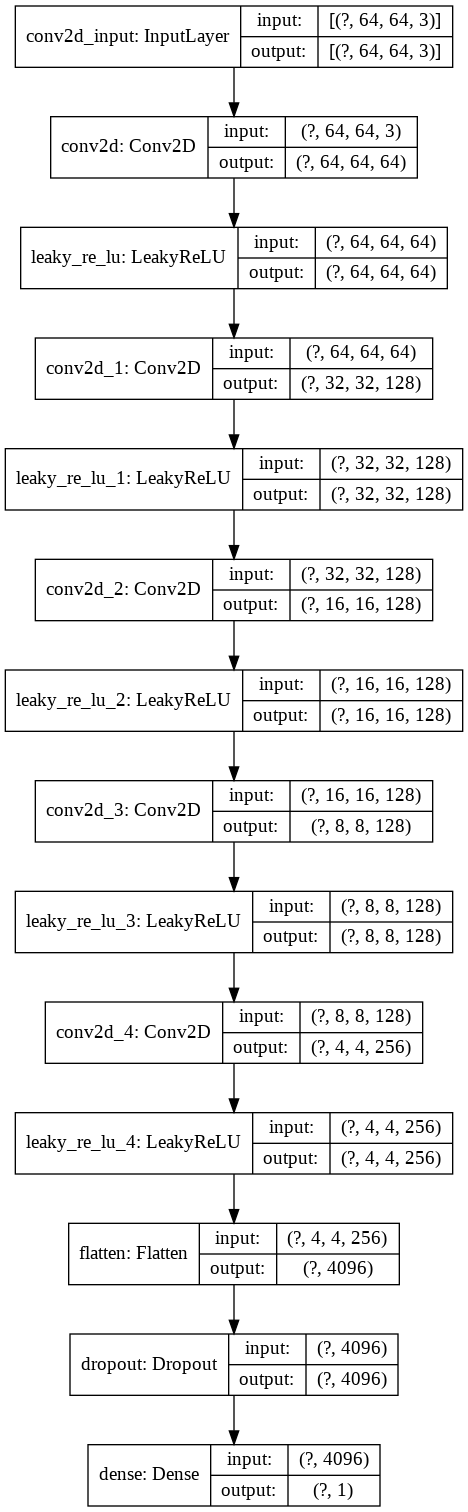 conv2d_input: InputLayer
input:
[(?, 64, 64, 3)]
output:
[(?, 64, 64, 3)]
conv2d: Conv2D
input:
(?, 64, 64, 3)
output:
(?, 64, 64, 64)
leaky_re_lu: LeakyReLU
input:
(?, 64, 64, 64)
output:
(?, 64, 64, 64)
conv2d_1: Conv2D
input:
(?, 64, 64, 64)
output:
(?, 32, 32, 128)
leaky_re_lu_1: LeakyReLU
input:
(?, 32, 32, 128)
output:
(?, 32, 32, 128)
conv2d_2: Conv2D
input:
(?, 32, 32, 128)
output:
(?, 16, 16, 128)
leaky_re_lu_2: LeakyReLU
input:
(?, 16, 16, 128)
output:
(?, 16, 16, 128)
conv2d_3: Conv2D
input:
(?, 16, 16, 128)
output:
(?, 8, 8, 128)
leaky_re_lu_3: LeakyReLU
input:
(?, 8, 8, 128)
output:
(?, 8, 8, 128)
conv2d_4: Conv2D
input:
(?, 8, 8, 128)
output:
(?, 4, 4, 256)
leaky_re_lu_4: LeakyReLU
input:
(?, 4, 4, 256)
output:
(?, 4, 4, 256)
flatten: Flatten
input:
(?, 4, 4, 256)
output:
(?, 4096)
dropout: Dropout
input:
(?, 4096)
output:
(?, 4096)
dense: Dense
input:
(?, 4096)
output:
(?, 1)